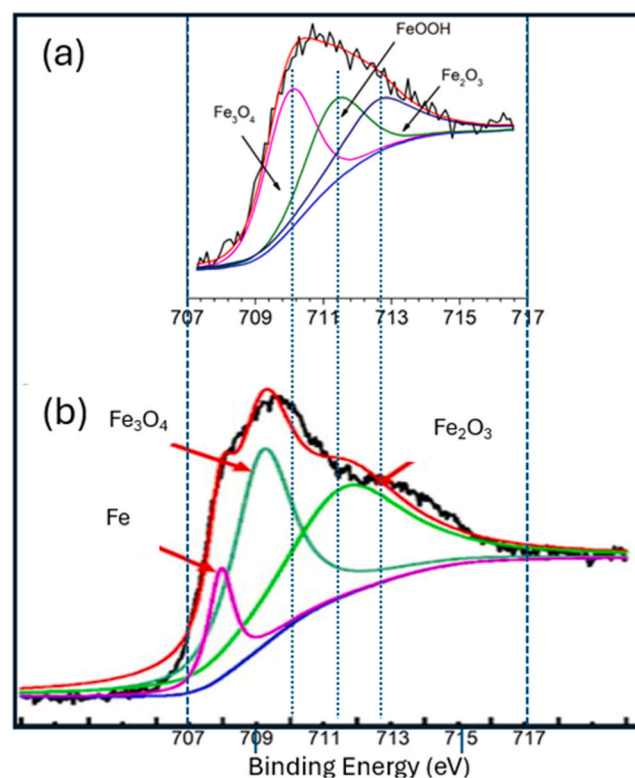 (a)
FeOOH
Fe₂O₃
Fe₃O₄
707 709 711 713 715 717
(b)
Fe₃O₄
Fe₂O₃
Fe
707 709 711 713 715 717
Binding Energy (eV)